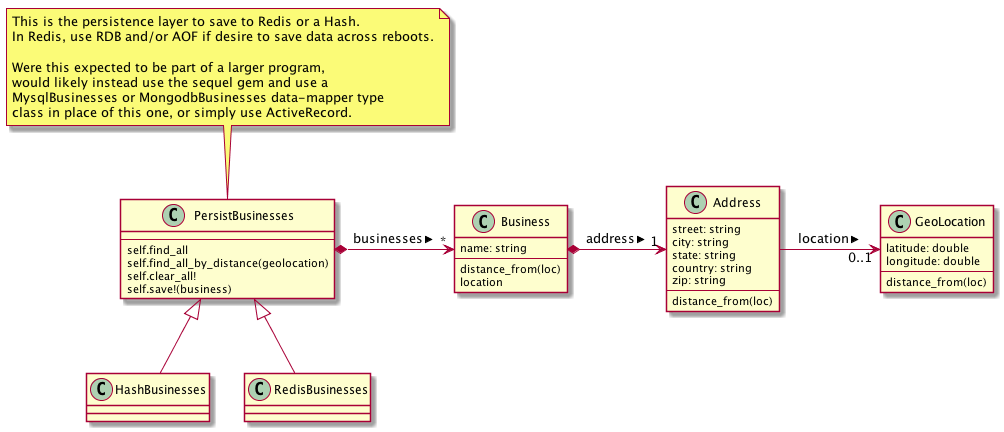 This is the persistence layer to save to Redis or a Hash.
In Redis, use RDB and/or AOF if desire to save data across reboots.
Were this expected to be part of a larger program,
would likely instead use the sequel gem and use a
MysqlBusinesses or MongodbBusinesses data-mapper type
class in place of this one, or simply use ActiveRecord.
C PersistBusinesses
self.find_all
self.find_all_by_distance(geolocation)
self.clear_all!
self.save!(business)
businesses▶ *
C Business
name: string
distance_from(loc)
location
address▶ 1
C Address
street: string
city: string
state: string
country: string
zip: string
distance_from(loc)
location▶
0..1
C GeoLocation
latitude: double
longitude: double
distance_from(loc)
C HashBusinesses
C RedisBusinesses